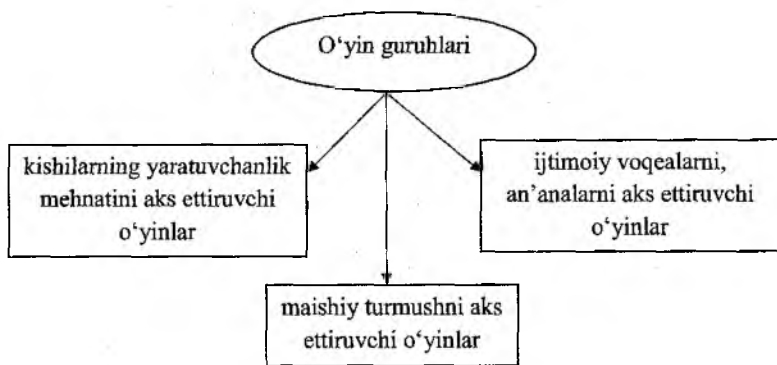 O‘yin guruhlari
kishilarning yaratuvchanlik
mehnatini aks ettiruvchi
o‘yinlar
ijtimoiy voqealarni,
an’analarni aks ettiruvchi
o‘yinlar
maishiy turmushni aks
ettiruvchi o‘yinlar